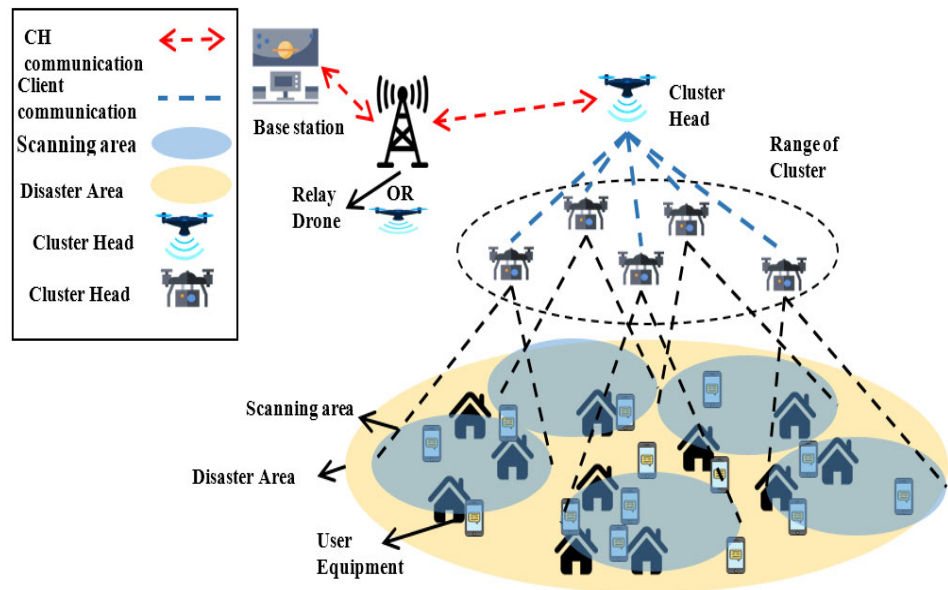 CH
communication
Client
communication
Scanning area
Disaster Area
Cluster Head
Cluster Head
Base station
Relay
Drone
OR
Cluster
Head
Range of
Cluster
Scanning area
Disaster Area
User
Equipment